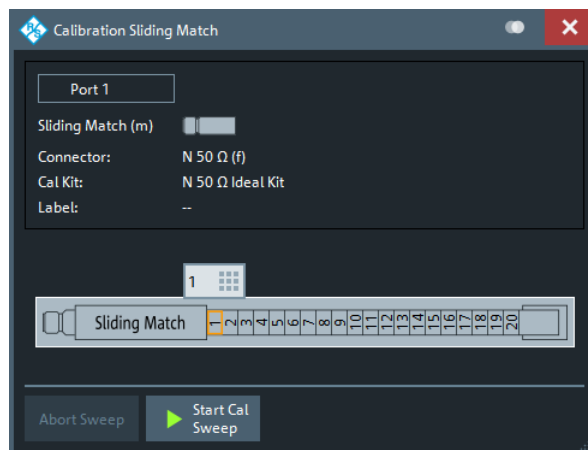 Calibration Sliding Match
Port 1
Sliding Match (m)
Connector: N 50 Ω (f)
Cal Kit: N 50 Ω Ideal Kit
Label: --
1
Sliding Match 1 2 3 4 5 6 7 8 9 10 11 12 13 14 15 16 17 18 19 20
Abort Sweep
Start Cal
Sweep